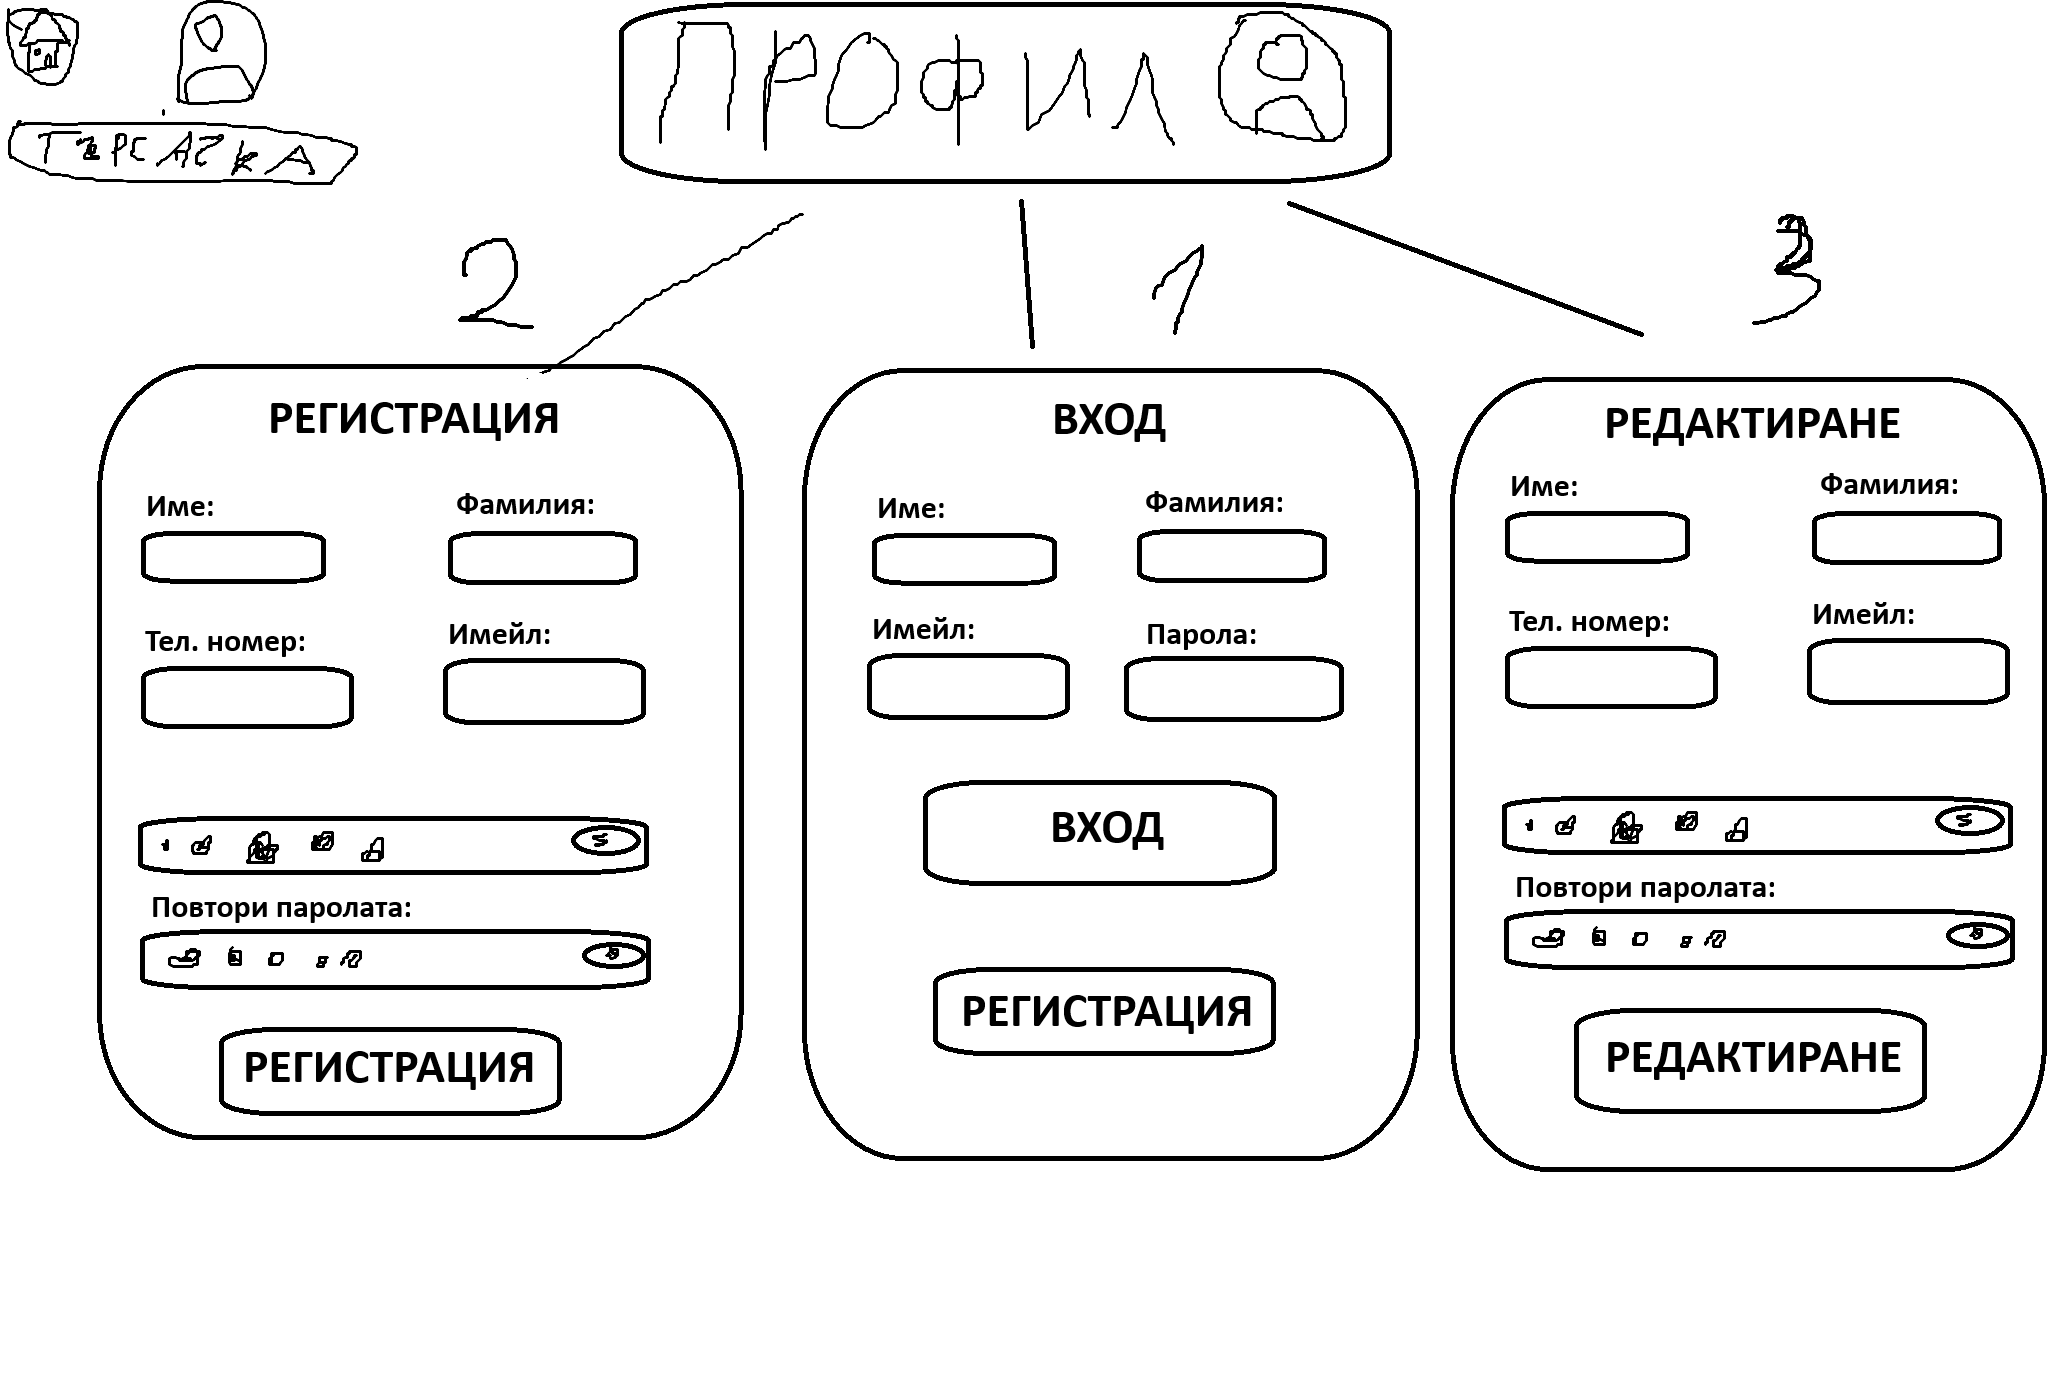 ПРОФИЛ
ТЪРСАЧКА
2
1
3
РЕГИСТРАЦИЯ
Име:
Фамилия:
Тел. номер:
Имейл:
Повтори паролата:
РЕГИСТРАЦИЯ
ВХОД
Име:
Фамилия:
Имейл:
Парола:
ВХОД
РЕГИСТРАЦИЯ
РЕДАКТИРАНЕ
Име:
Фамилия:
Тел. номер:
Имейл:
Повтори паролата:
РЕДАКТИРАНЕ